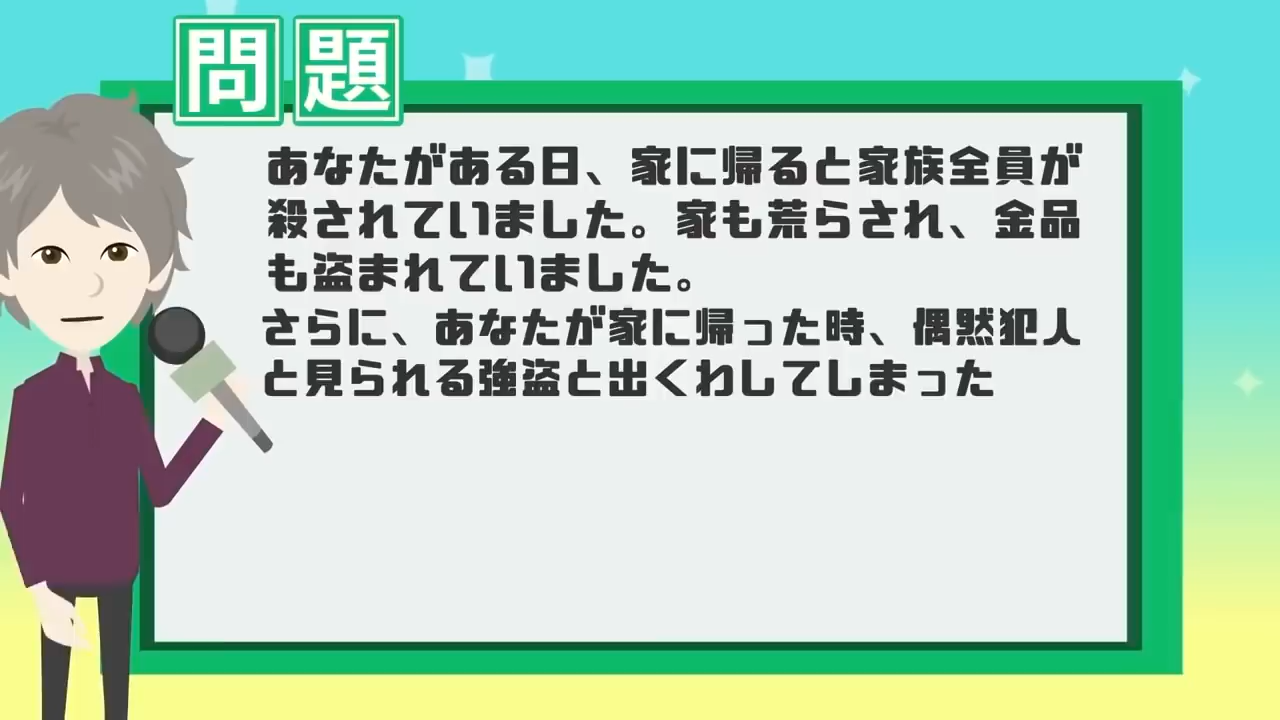 問題
あなたがある日、家に帰ると家族全員が
殺されていました。家も荒らされ、金品
も盗まれていました。
さらに、あなたが家に帰った時、偶然犯人
と見られる強盗と出くわしてしまった